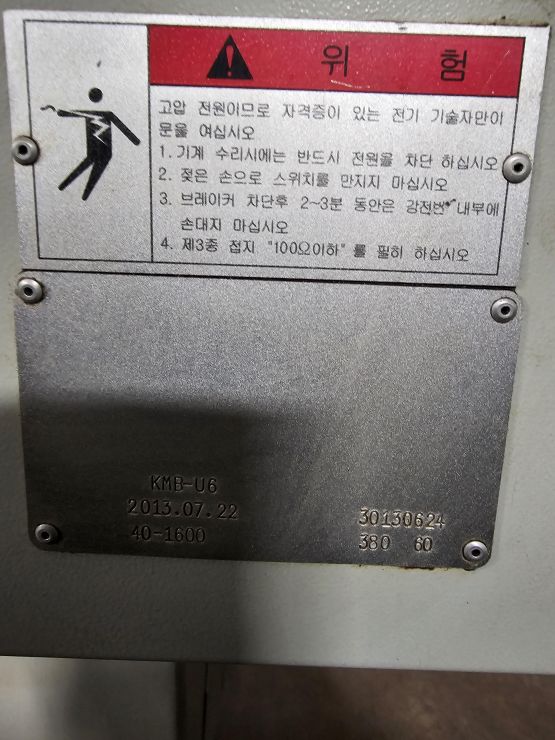 위 험
고압 전원이므로 자격증이 있는 전기 기술자만이
문을 여십시오
1. 기계 수리시에는 반드시 전원을 차단 하십시오
2. 젖은 손으로 스위치를 만지지 마십시오
3. 브레이커 차단후 2~3분 동안은 강전반 내부에
손대지 마십시오
4. 제3종 접지 "100Ω이하" 를 필히 하십시오
KMB-U6
2013.07.22
40-1600
30130624
380 60